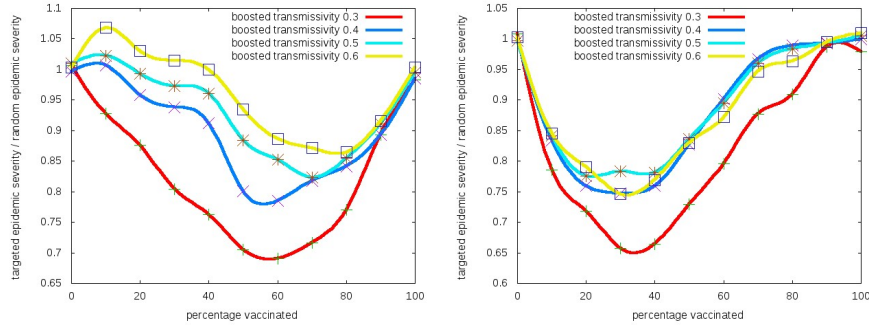 targeted epidemic severity / random epidemic severity
1.1
1.05
1
0.95
0.9
0.85
0.8
0.75
0.7
0.65
boosted transmissivity 0.3
boosted transmissivity 0.4
boosted transmissivity 0.5
boosted transmissivity 0.6
0 20 40 60 80 100
percentage vaccinated
targeted epidemic severity / random epidemic severity
1.05
1
0.95
0.9
0.85
0.8
0.75
0.7
0.65
0.6
boosted transmissivity 0.3
boosted transmissivity 0.4
boosted transmissivity 0.5
boosted transmissivity 0.6
0 20 40 60 80 100
percentage vaccinated